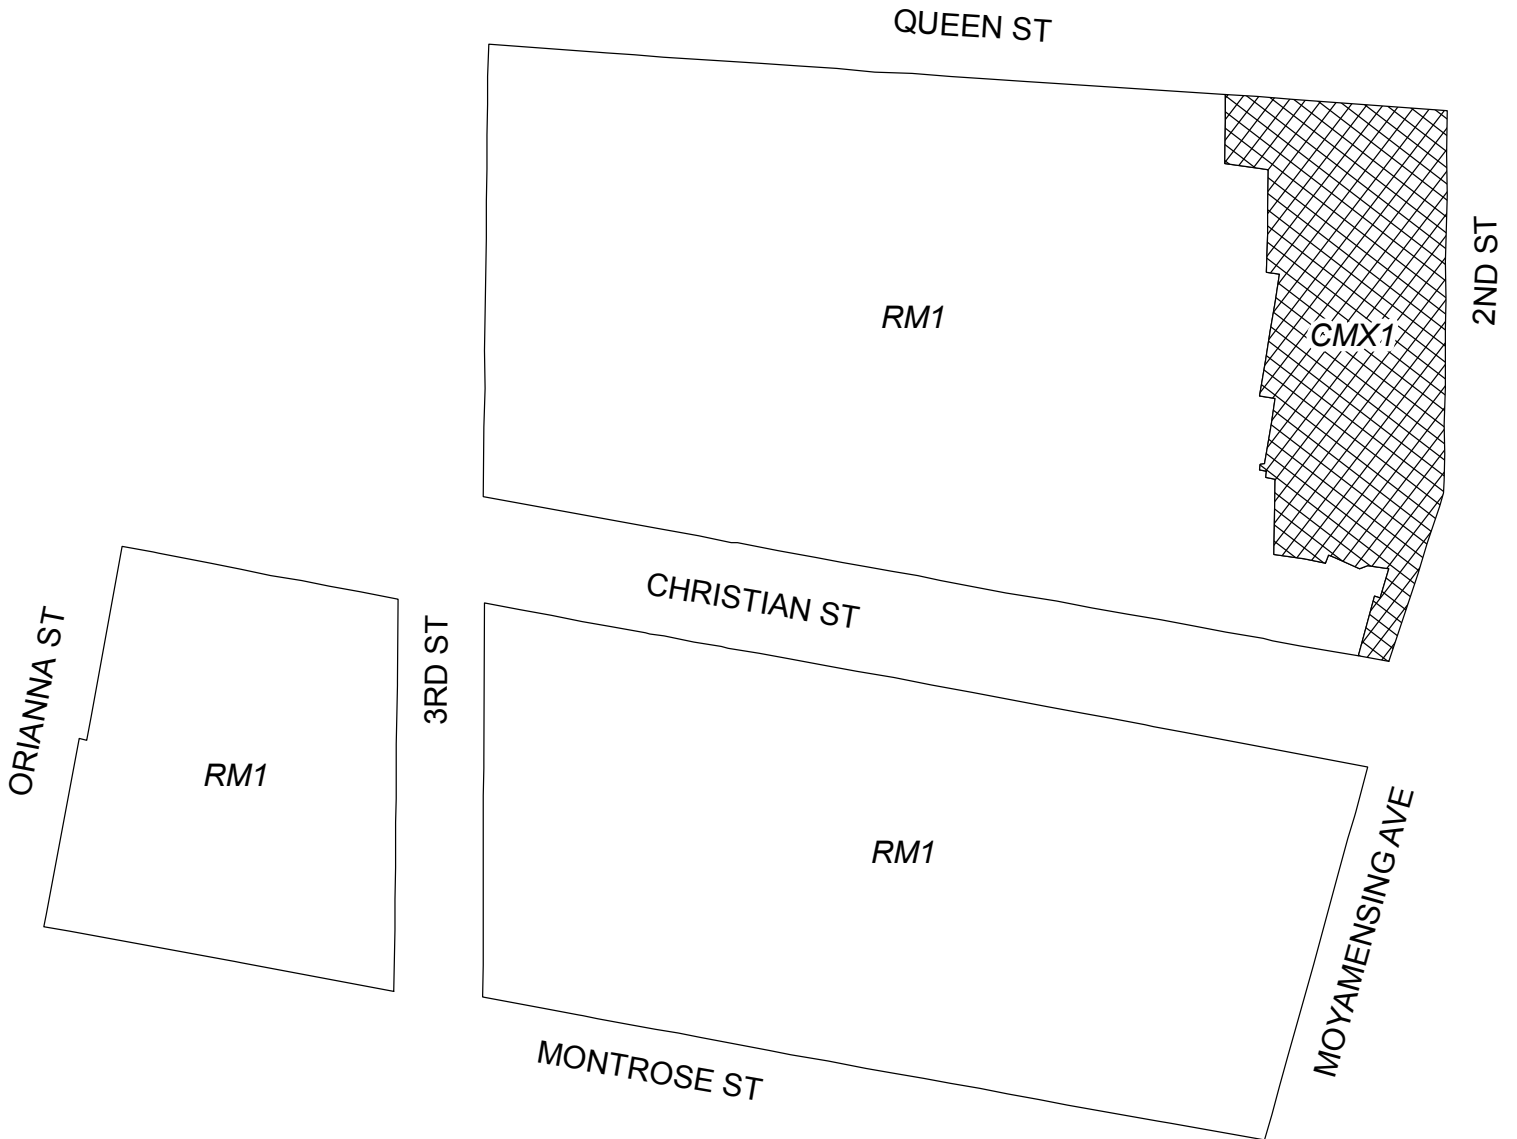 QUEEN ST
2ND ST
RM1
CMX1
CHRISTIAN ST
ORIANNA ST
3RD ST
RM1
RM1
MOYAMENSING AVE
MONTROSE ST